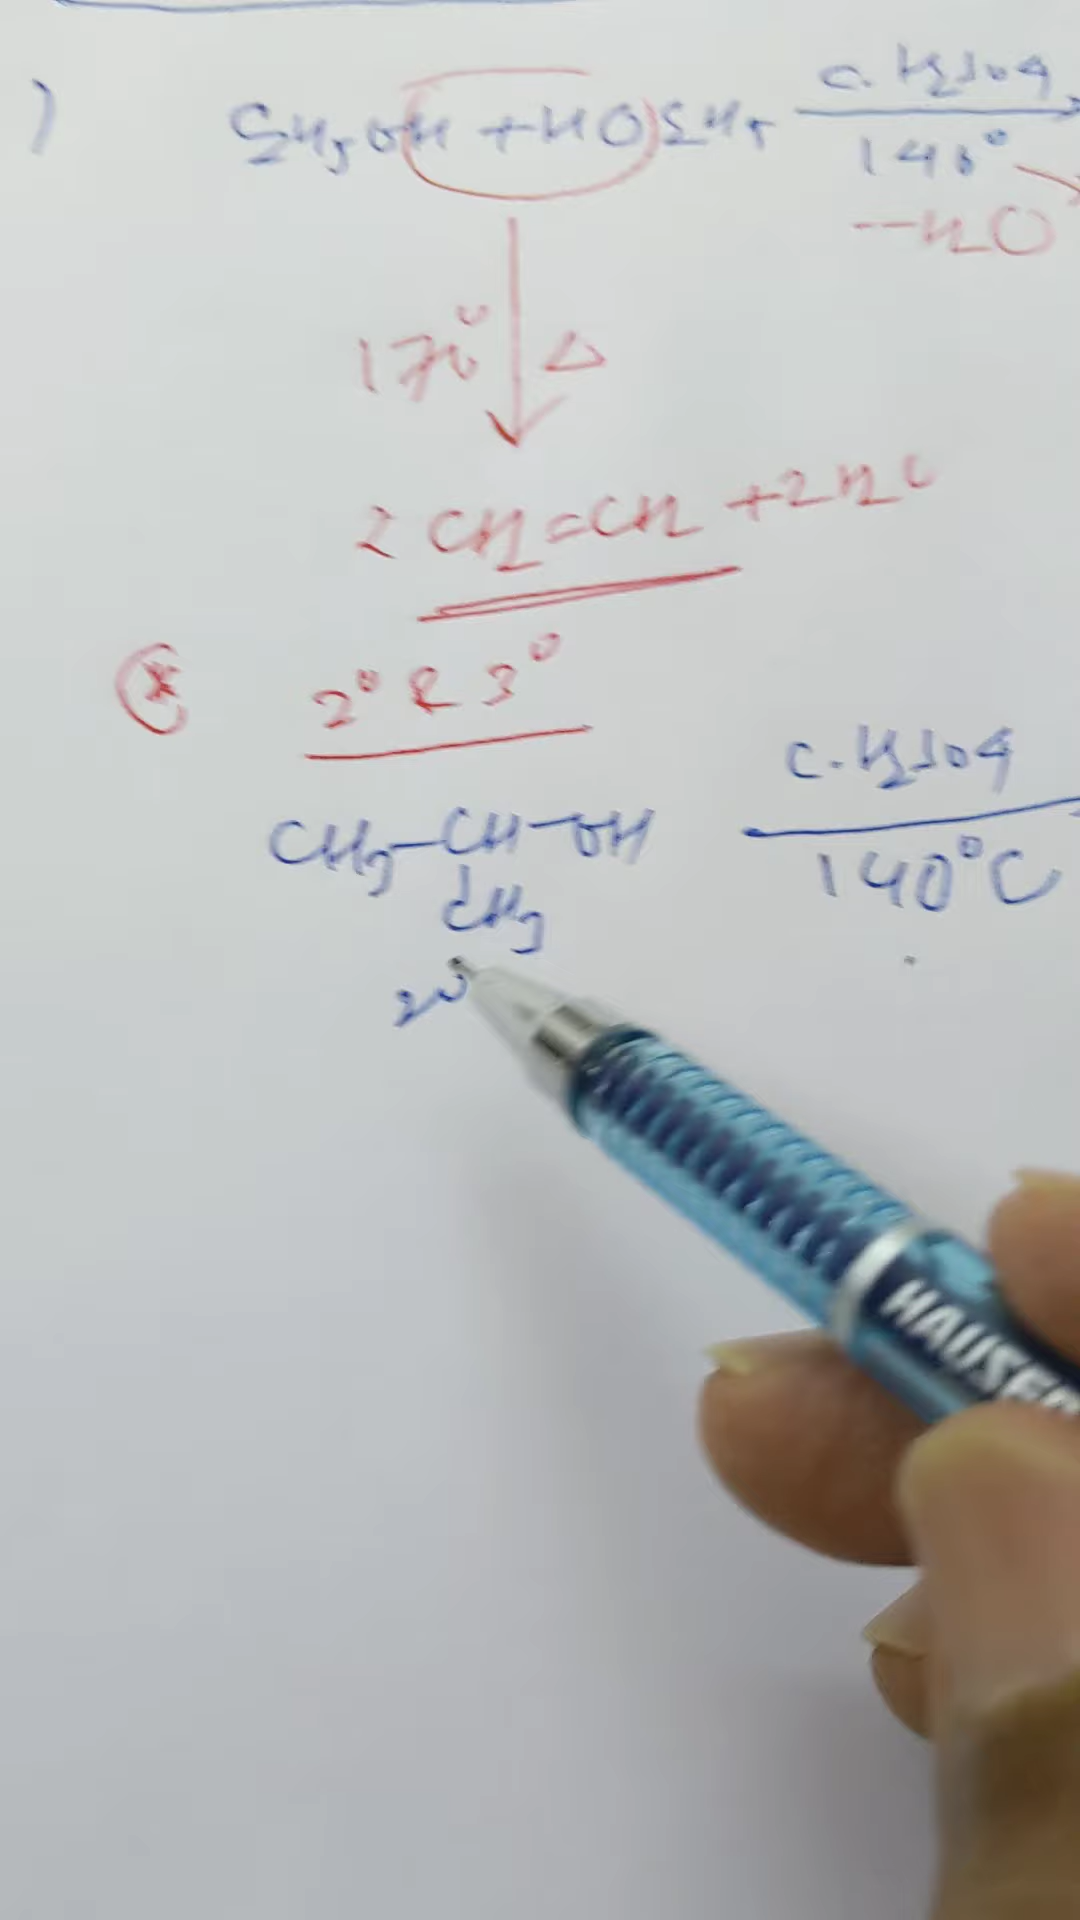 )
C2H5OH + HOC2H5 C. H2SO4
140°
--H2O
170° Δ
2 CH2=CH2 + 2H2O
* 2° & 3°
CH3-CH-OH C. H2SO4
CH3 140°C
2°
HAUSER